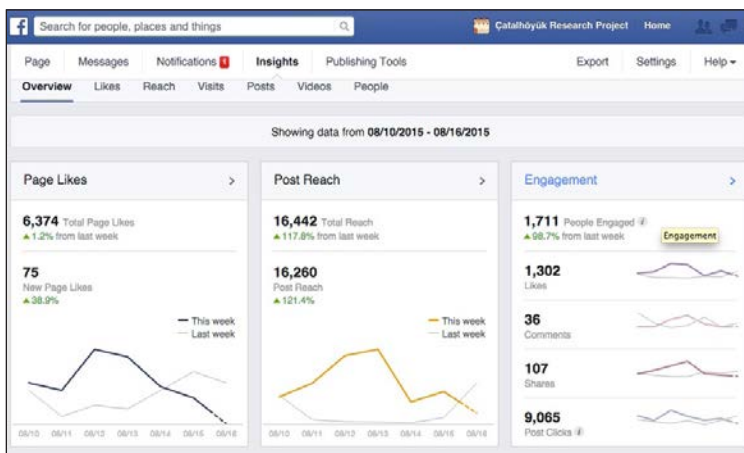 f Search for people, places and things Çatalhöyük Research Project Home
Page Messages Notifications 1 Insights Publishing Tools Export Settings Help
Overview Likes Reach Visits Posts Videos People
Showing data from 08/10/2015 - 08/16/2015
Page Likes >
6,374 Total Page Likes
▲1.2% from last week
75
New Page Likes
▲38.9%
This week
Last week
08/10 08/11 08/12 08/13 08/14 08/15 08/16
Post Reach >
16,442 Total Reach
▲117.8% from last week
16,260
Post Reach
▲121.4%
This week
Last week
08/10 08/11 08/12 08/13 08/14 08/15 08/16
Engagement >
1,711 People Engaged i
▲98.7% from last week
Engagement
1,302
Likes
36
Comments
107
Shares
9,065
Post Clicks i